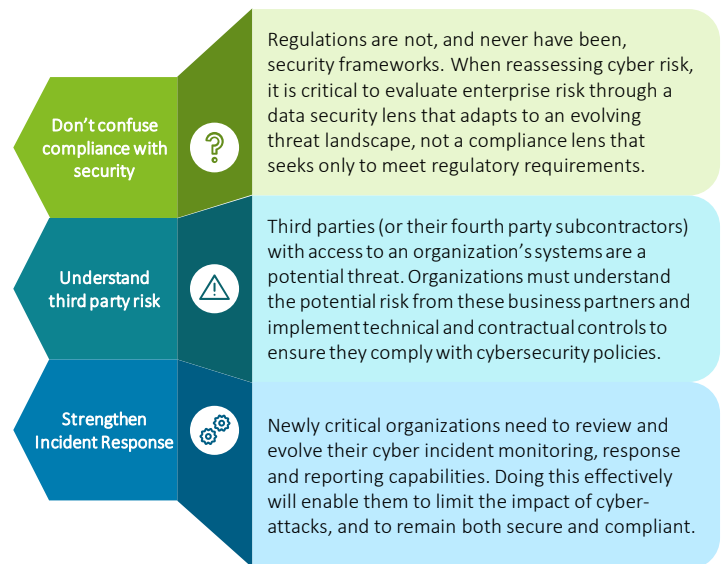 Don't confuse
compliance with
security
Regulations are not, and never have been,
security frameworks. When reassessing cyber risk,
it is critical to evaluate enterprise risk through a
data security lens that adapts to an evolving
threat landscape, not a compliance lens that
seeks only to meet regulatory requirements.
Understand
third party risk
Third parties (or their fourth party subcontractors)
with access to an organization's systems are a
potential threat. Organizations must understand
the potential risk from these business partners and
implement technical and contractual controls to
ensure they comply with cybersecurity policies.
Strengthen
Incident Response
Newly critical organizations need to review and
evolve their cyber incident monitoring, response
and reporting capabilities. Doing this effectively
will enable them to limit the impact of cyber-
attacks, and to remain both secure and compliant.